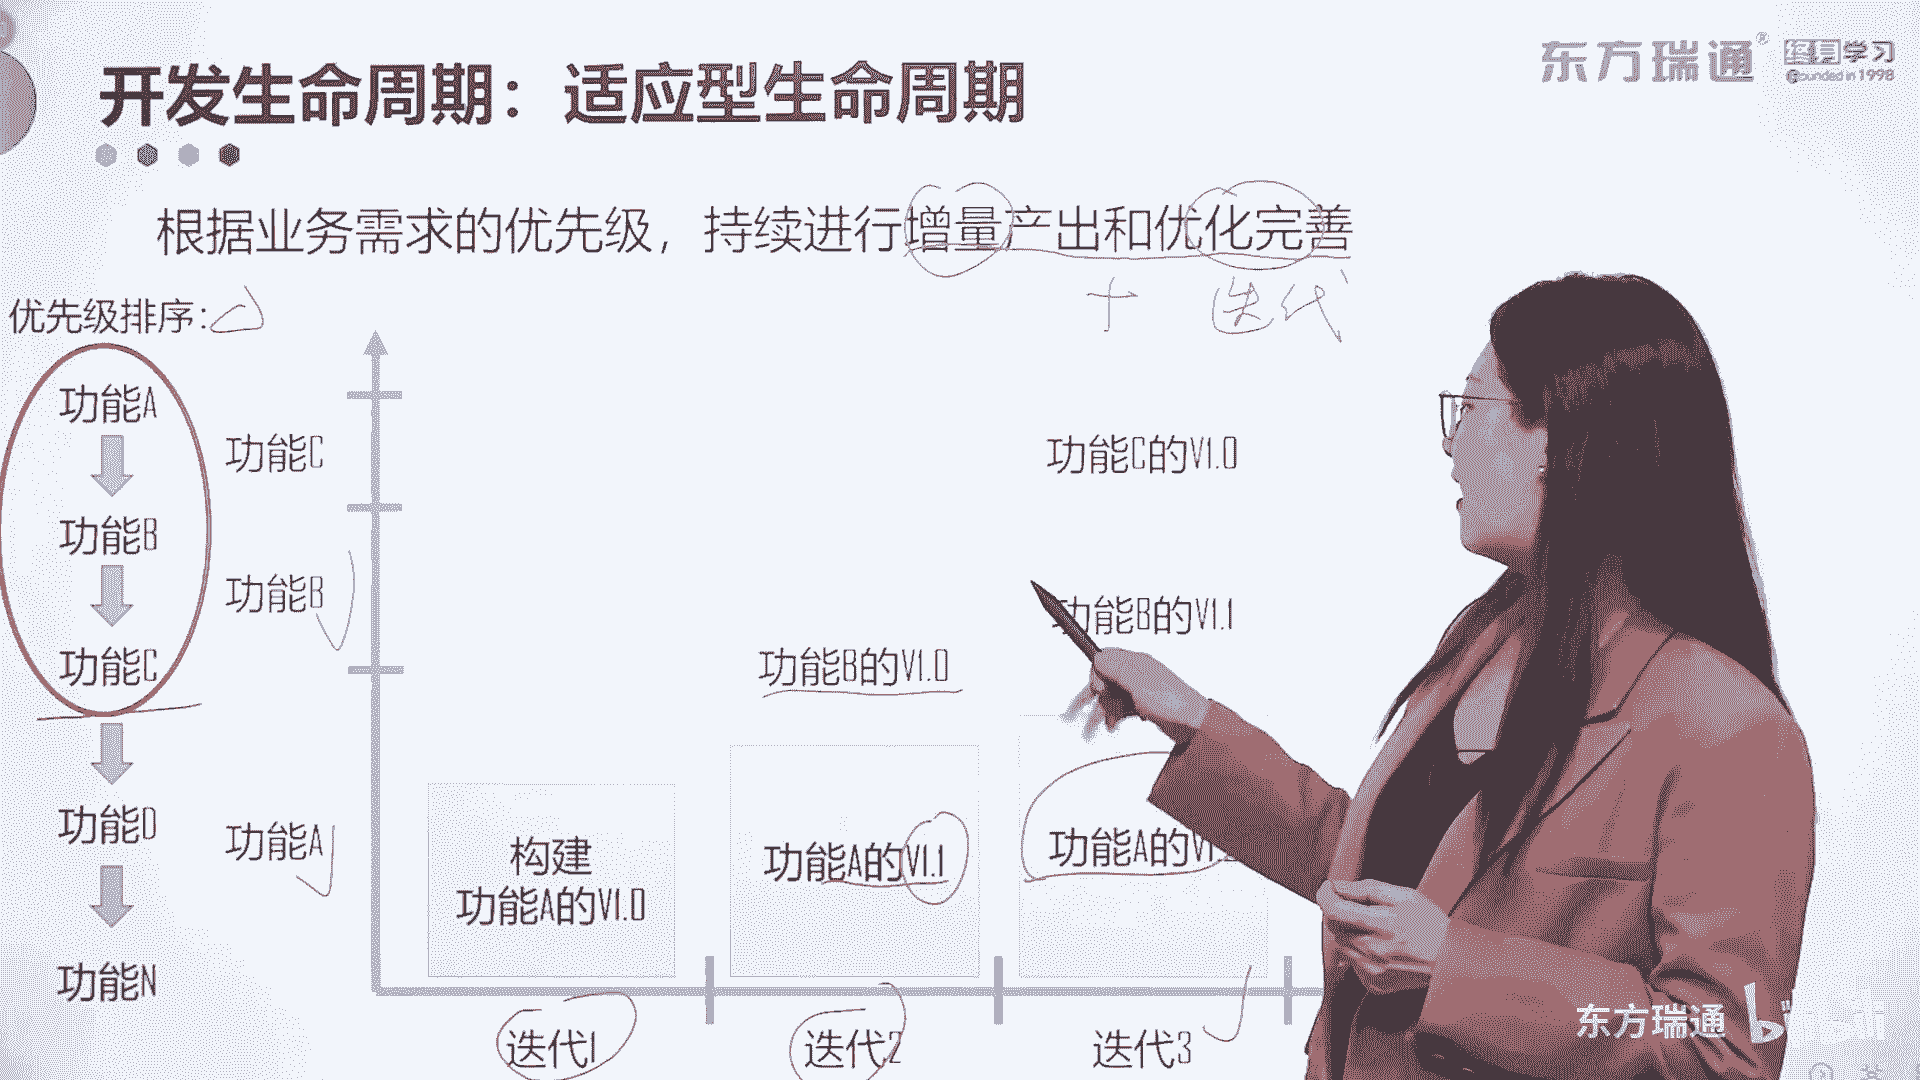 开发生命周期：适应型生命周期
东方瑞通®
终身学习
Founded in 1998
根据业务需求的优先级，持续进行增量产出和优化完善
十 迭代
优先级排序：
功能A
功能B
功能C
功能D
功能N
功能C
功能B
功能A
功能C的V1.0
功能B的V1.1
功能B的V1.0
构建
功能A的V1.0
功能A的V1.1
功能A的V1.2
迭代1
迭代2
迭代3
东方瑞通
bilibili